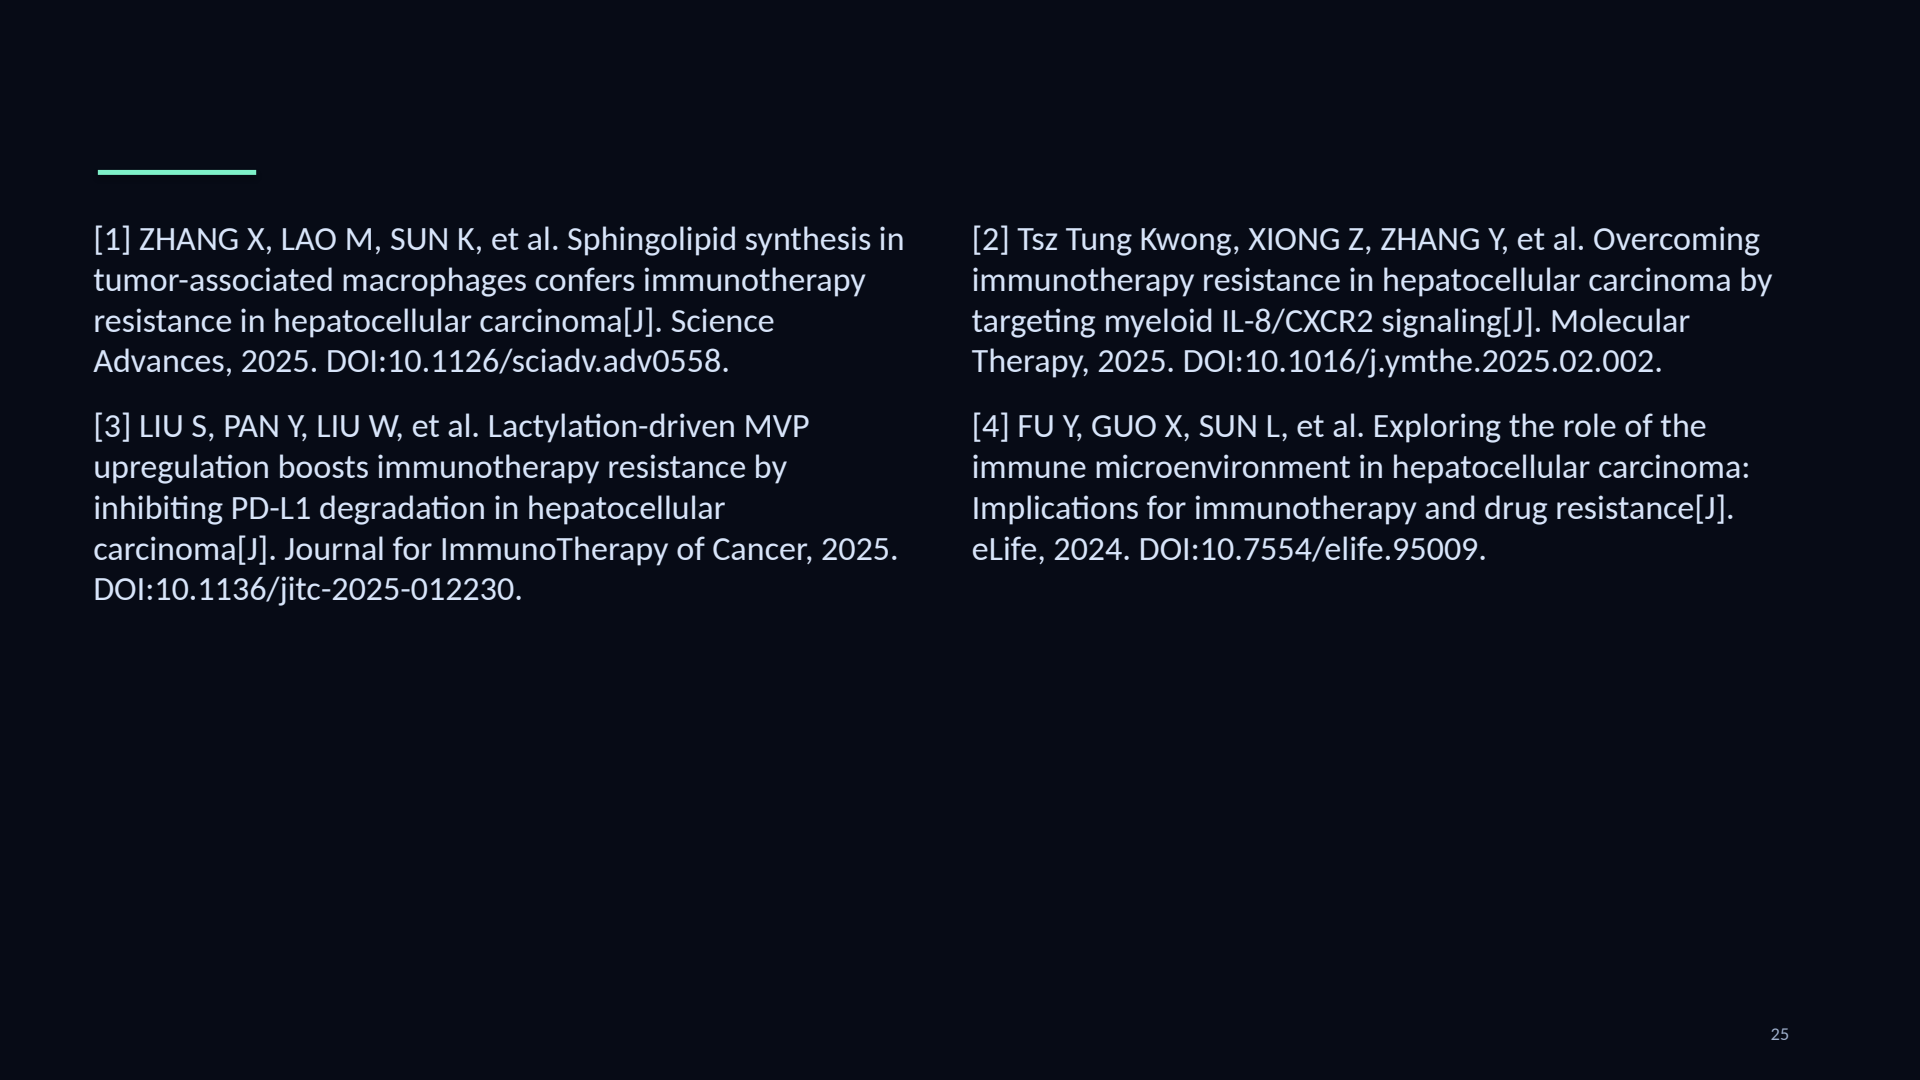 [1] ZHANG X, LAO M, SUN K, et al. Sphingolipid synthesis in
tumor-associated macrophages confers immunotherapy
resistance in hepatocellular carcinoma[J]. Science
Advances, 2025. DOI:10.1126/sciadv.adv0558.
[2] Tsz Tung Kwong, XIONG Z, ZHANG Y, et al. Overcoming
immunotherapy resistance in hepatocellular carcinoma by
targeting myeloid IL-8/CXCR2 signaling[J]. Molecular
Therapy, 2025. DOI:10.1016/j.ymthe.2025.02.002.
[3] LIU S, PAN Y, LIU W, et al. Lactylation-driven MVP
upregulation boosts immunotherapy resistance by
inhibiting PD-L1 degradation in hepatocellular
carcinoma[J]. Journal for ImmunoTherapy of Cancer, 2025.
DOI:10.1136/jitc-2025-012230.
[4] FU Y, GUO X, SUN L, et al. Exploring the role of the
immune microenvironment in hepatocellular carcinoma:
Implications for immunotherapy and drug resistance[J].
eLife, 2024. DOI:10.7554/elife.95009.
25